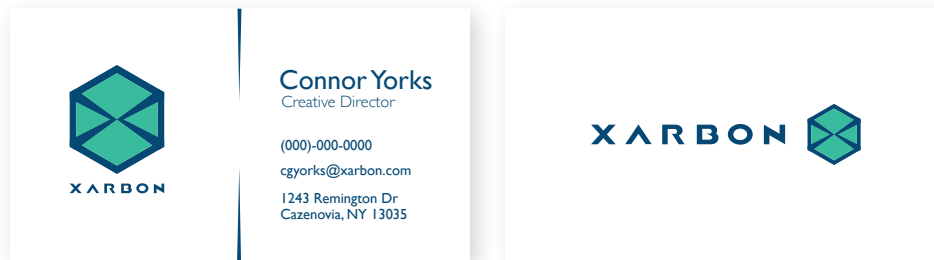 XARBON
Connor Yorks
Creative Director
(000)-000-0000
cgyorks@xarbon.com
1243 Remington Dr
Cazenovia, NY 13035
XARBON